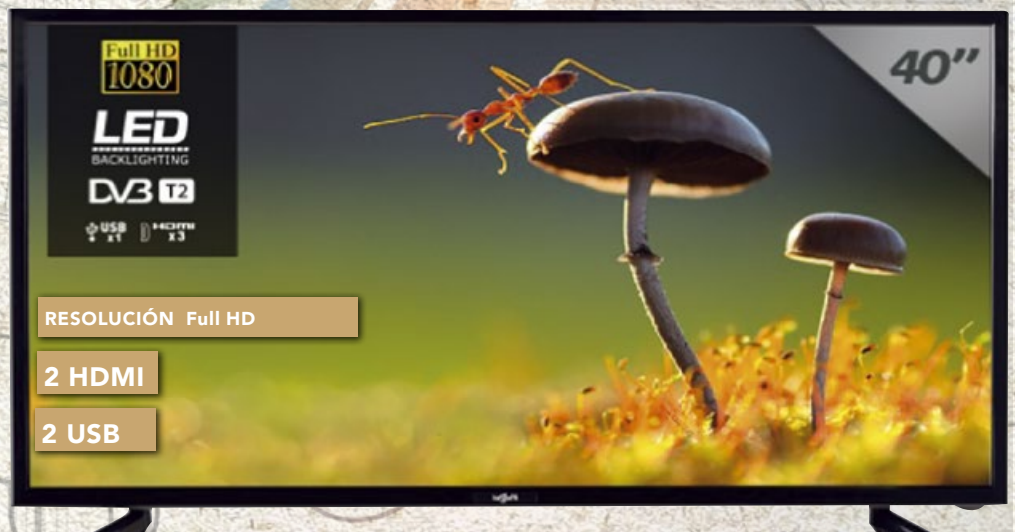 Full HD
1080
40”
LED
BACKLIGHTING
DVB T2
USB HDMI
x1 x3
RESOLUCIÓN Full HD
2 HDMI
2 USB